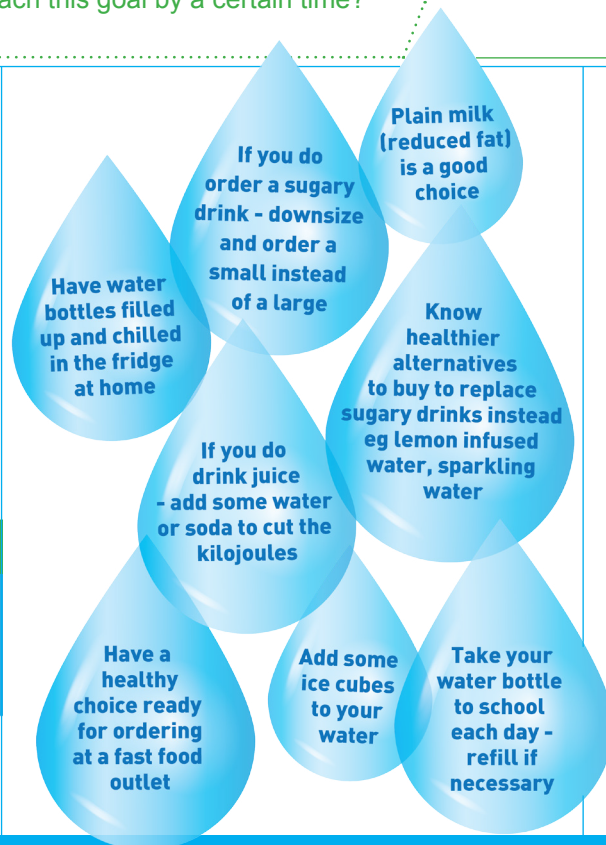 ach this goal by a certain time?
Plain milk
(reduced fat)
is a good
choice
If you do
order a sugary
drink - downsize
and order a
small instead
of a large
Have water
bottles filled
up and chilled
in the fridge
at home
Know
healthier
alternatives
to buy to replace
sugary drinks instead
eg lemon infused
water, sparkling
water
If you do
drink juice
- add some water
or soda to cut the
kilojoules
Have a
healthy
choice ready
for ordering
at a fast food
outlet
Add some
ice cubes
to your
water
Take your
water bottle
to school
each day -
refill if
necessary